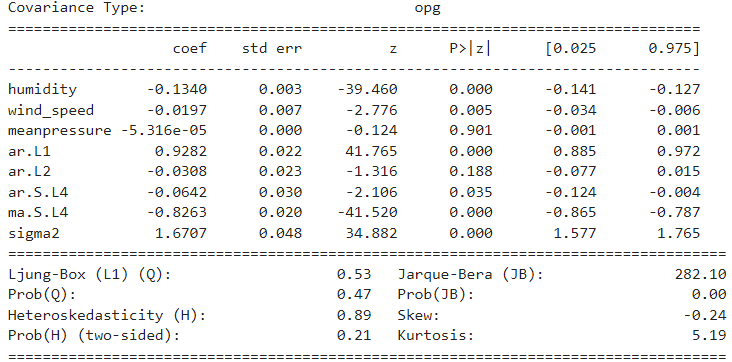 Covariance Type: opg
==============================================================================
coef std err z P>|z| [0.025 0.975]
------------------------------------------------------------------------------
humidity -0.1340 0.003 -39.460 0.000 -0.141 -0.127
wind_speed -0.0197 0.007 -2.776 0.005 -0.034 -0.006
meanpressure -5.316e-05 0.000 -0.124 0.901 -0.001 0.001
ar.L1 0.9282 0.022 41.765 0.000 0.885 0.972
ar.L2 -0.0308 0.023 -1.316 0.188 -0.077 0.015
ar.S.L4 -0.0642 0.030 -2.106 0.035 -0.124 -0.004
ma.S.L4 -0.8263 0.020 -41.520 0.000 -0.865 -0.787
sigma2 1.6707 0.048 34.882 0.000 1.577 1.765
===================================================================================
Ljung-Box (L1) (Q): 0.53 Jarque-Bera (JB): 282.10
Prob(Q): 0.47 Prob(JB): 0.00
Heteroskedasticity (H): 0.89 Skew: -0.24
Prob(H) (two-sided): 0.21 Kurtosis: 5.19
===================================================================================